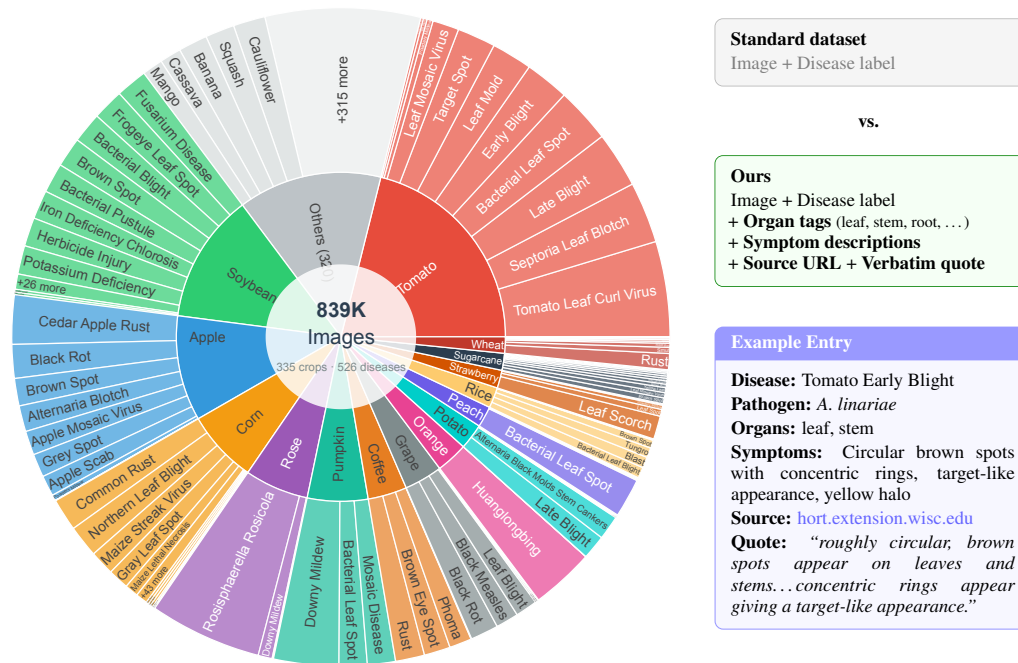 839K
Images
335 crops · 526 diseases
Tomato
Leaf Mosaic Virus
Target Spot
Leaf Mold
Early Blight
Bacterial Leaf Spot
Late Blight
Septoria Leaf Blotch
Tomato Leaf Curl Virus
Wheat
Rust
Sugarcane
Strawberry
Leaf Scorch
Rice
Brown Spot
Tungro
Blast
Bacterial Leaf Blight
Peach
Bacterial Leaf Spot
Potato
Alternaria Black Molds Stem Cankers
Late Blight
Orange
Huanglongbing
Grape
Leaf Blight
Black Measles
Black Rot
Coffee
Phoma
Brown Eye Spot
Rust
Pumpkin
Mosaic Disease
Bacterial Leaf Spot
Downy Mildew
Rose
Downy Mildew
Rosisphaerella Rosicola
Corn
+43 more
Maize Lethal Necrosis
Gray Leaf Spot
Maize Streak Virus
Northern Leaf Blight
Common Rust
Apple
Apple Scab
Grey Spot
Apple Mosaic Virus
Alternaria Blotch
Brown Spot
Black Rot
Cedar Apple Rust
Soybean
+26 more
Potassium Deficiency
Herbicide Injury
Iron Deficiency Chlorosis
Bacterial Pustule
Brown Spot
Bacterial Blight
Frogeye Leaf Spot
Fusarium Disease
Others (320)
Mango
Cassava
Banana
Squash
Cauliflower
+315 more
Standard dataset
Image + Disease label
vs.
Ours
Image + Disease label
+ Organ tags (leaf, stem, root, . . . )
+ Symptom descriptions
+ Source URL + Verbatim quote
Example Entry
Disease: Tomato Early Blight
Pathogen: A. linariae
Organs: leaf, stem
Symptoms: Circular brown spots
with concentric rings, target-like
appearance, yellow halo
Source: hort.extension.wisc.edu
Quote: “roughly circular, brown
spots appear on leaves and
stems. . . concentric rings appear
giving a target-like appearance.”